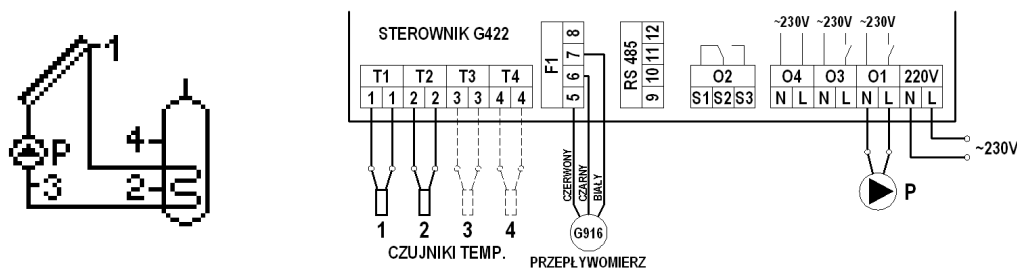 1
4
P
3
2
STEROWNIK G422
~230V ~230V ~230V
T1 T2 T3 T4
1 1 2 2 3 3 4 4
F1
8
7
6
5
RS 485
12
11
10
9
O2
S1 S2 S3
O4 O3 O1 220V
N L N L N L N L
~230V
CZERWONY
CZARNY
BIAŁY
P
1 2 3 4
G916
CZUJNIKI TEMP.
PRZEPŁYWOMIERZ